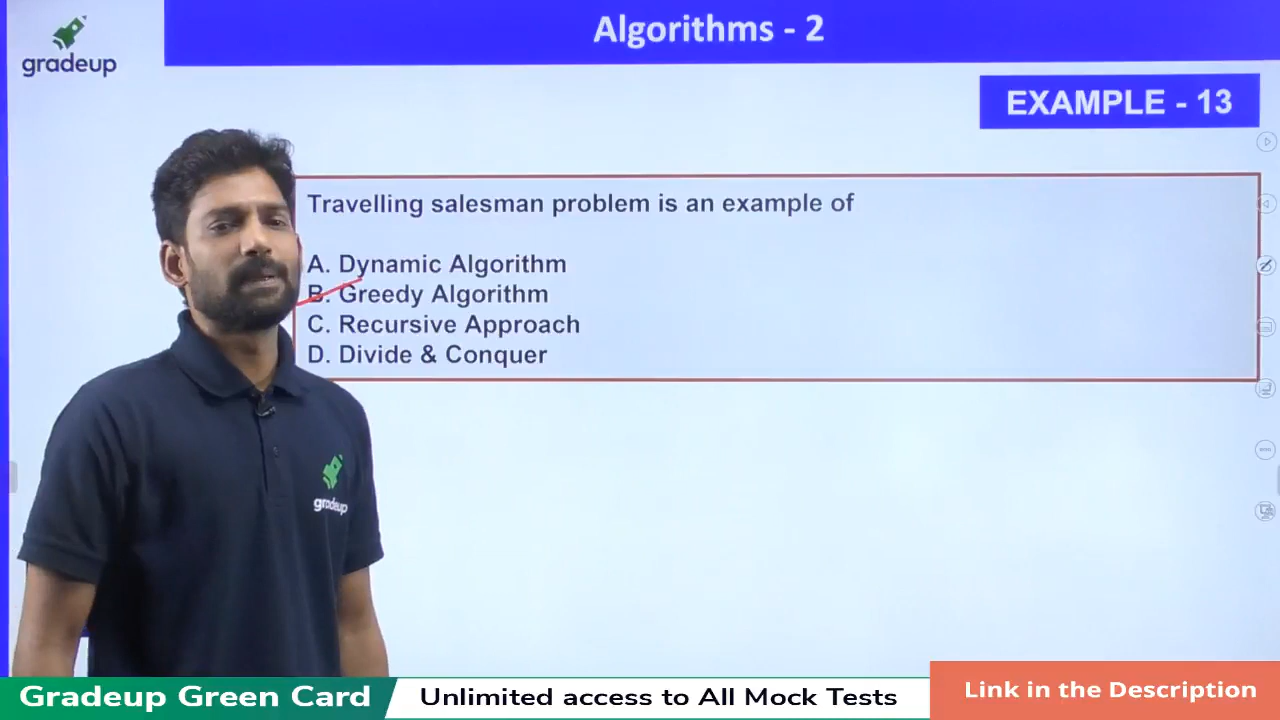 gradeup
Algorithms - 2
EXAMPLE - 13
Travelling salesman problem is an example of
A. Dynamic Algorithm
B. Greedy Algorithm
C. Recursive Approach
D. Divide & Conquer
gradeup
Gradeup Green Card
Unlimited access to All Mock Tests
Link in the Description